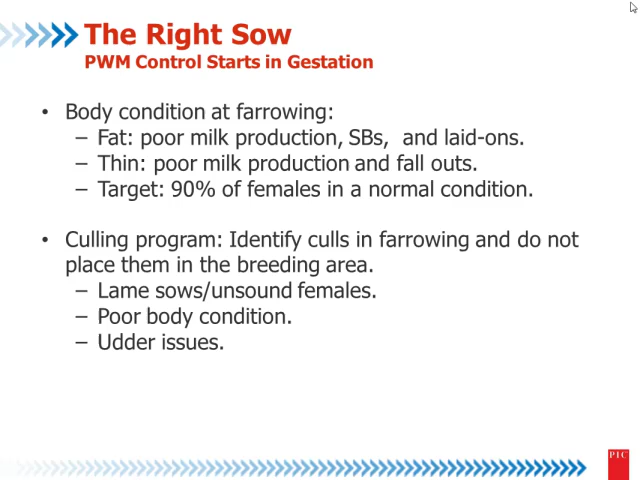 The Right Sow
PWM Control Starts in Gestation
• Body condition at farrowing:
– Fat: poor milk production, SBs, and laid-ons.
– Thin: poor milk production and fall outs.
– Target: 90% of females in a normal condition.
• Culling program: Identify culls in farrowing and do not
place them in the breeding area.
– Lame sows/unsound females.
– Poor body condition.
– Udder issues.
PIC